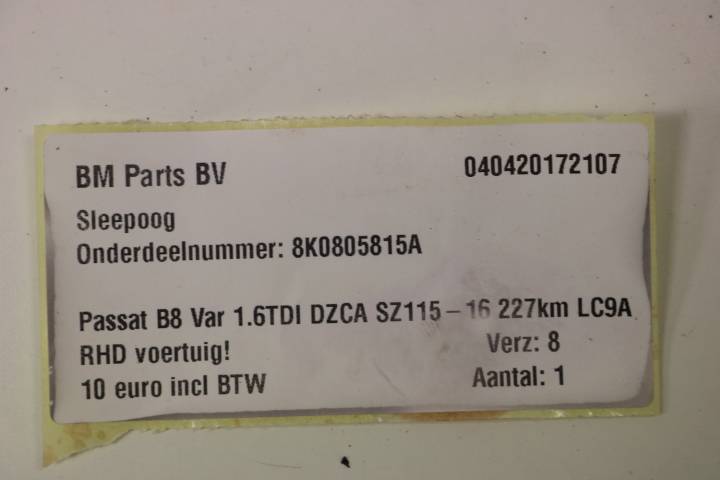 BM Parts BV 040420172107
Sleepoog
Onderdeelnummer: 8K0805815A
Passat B8 Var 1.6TDI DZCA SZ115 – 16 227km LC9A
RHD voertuig! Verz: 8
10 euro incl BTW Aantal: 1